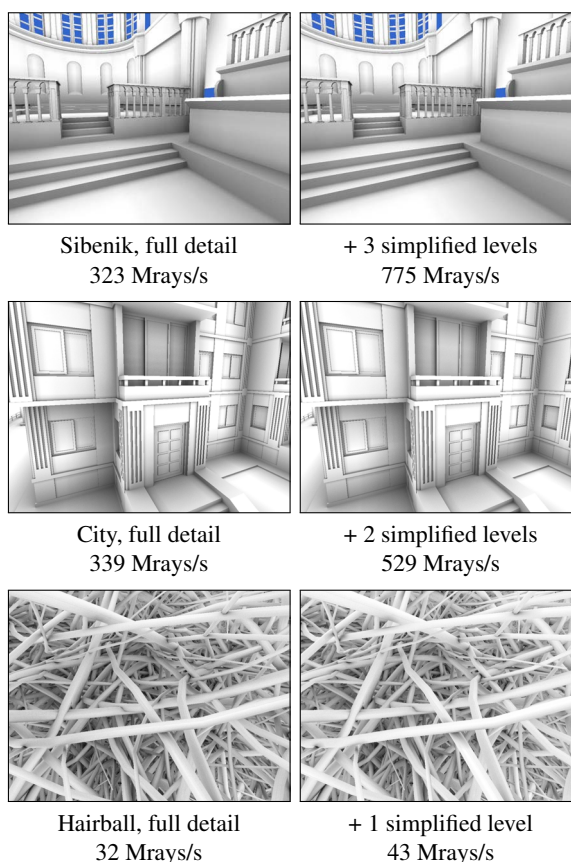 Sibenik, full detail
323 Mrays/s
+ 3 simplified levels
775 Mrays/s
City, full detail
339 Mrays/s
+ 2 simplified levels
529 Mrays/s
Hairball, full detail
32 Mrays/s
+ 1 simplified level
43 Mrays/s